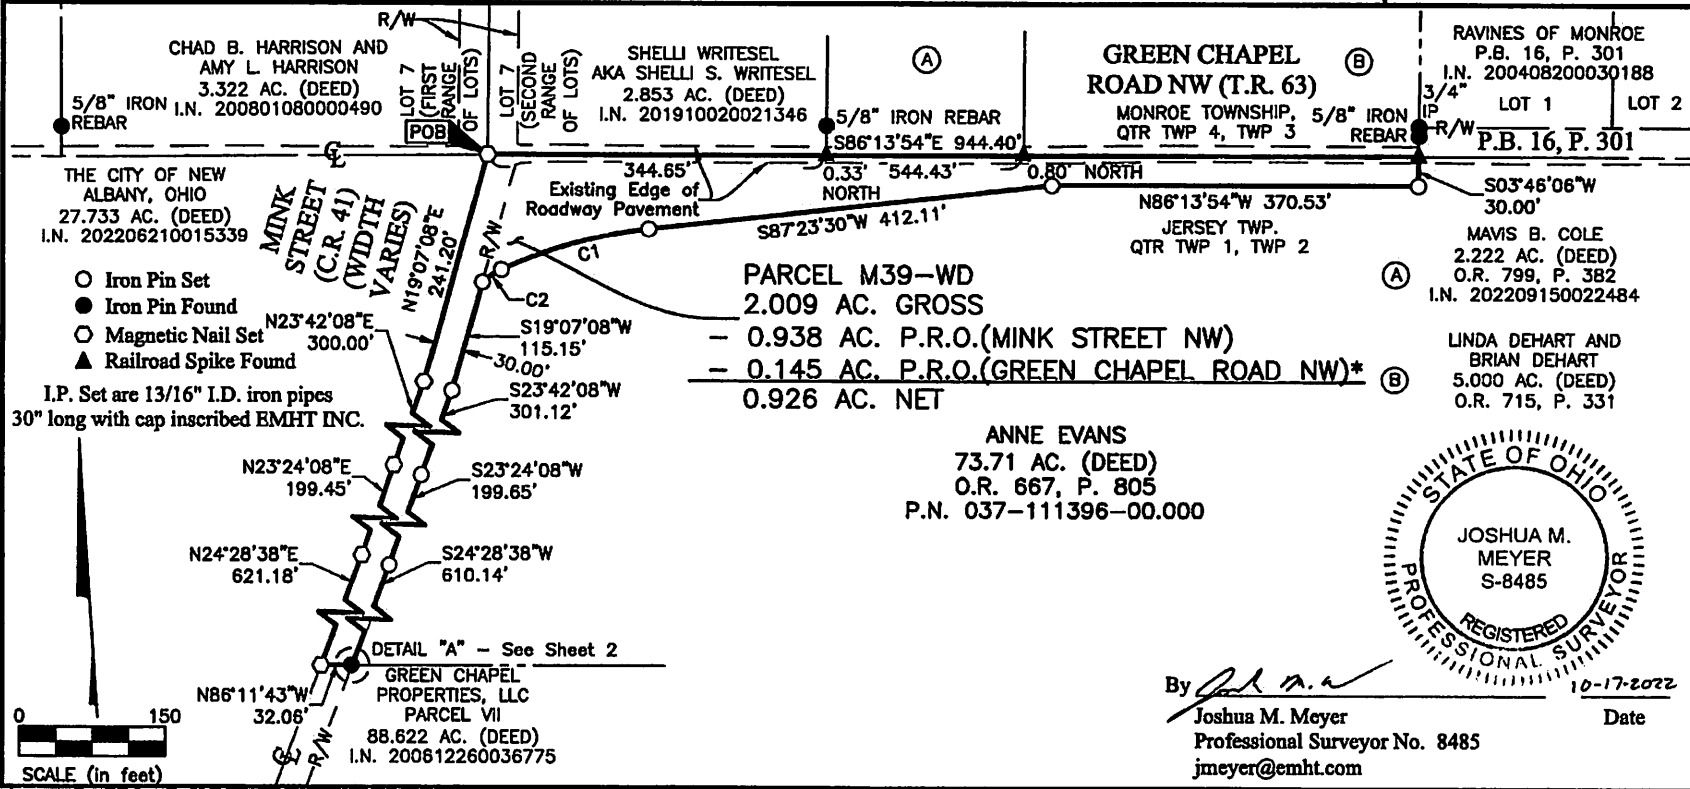 R/W
CHAD B. HARRISON AND
AMY L. HARRISON
3.322 AC. (DEED)
I.N. 200801080000490
5/8" IRON
REBAR
LOT 7
(FIRST
RANGE
OF LOTS)
LOT 7
(SECOND
RANGE
OF LOTS)
POB
SHELLI WRITESEL
AKA SHELLI S. WRITESEL
2.853 AC. (DEED)
I.N. 201910020021346
A
5/8" IRON REBAR
GREEN CHAPEL
ROAD NW (T.R. 63)
B
MONROE TOWNSHIP,
QTR TWP 4, TWP 3
5/8" IRON
REBAR
3/4"
IP
RAVINES OF MONROE
P.B. 16, P. 301
I.N. 200408200030188
LOT 1
LOT 2
R/W
P.B. 16, P. 301
S86°13'54"E 944.40'
344.65'
0.33'
NORTH
544.43'
0.80' NORTH
Existing Edge of
Roadway Pavement
CL
THE CITY OF NEW
ALBANY, OHIO
27.733 AC. (DEED)
I.N. 202206210015339
MINK
STREET
(C.R. 41)
(WIDTH
VARIES)
N19°07'08"E
241.20'
R/W
C1
C2
S87°23'30"W 412.11'
N86°13'54"W 370.53'
JERSEY TWP.
QTR TWP 1, TWP 2
S03°46'06"W
30.00'
A
MAVIS B. COLE
2.222 AC. (DEED)
O.R. 799, P. 382
I.N. 202209150022484
B
LINDA DEHART AND
BRIAN DEHART
5.000 AC. (DEED)
O.R. 715, P. 331
Iron Pin Set
Iron Pin Found
Magnetic Nail Set
Railroad Spike Found
I.P. Set are 13/16" I.D. iron pipes
30" long with cap inscribed EMHT INC.
N23°42'08"E
300.00'
S19°07'08"W
115.15'
30.00'
S23°42'08"W
301.12'
PARCEL M39-WD
2.009 AC. GROSS
- 0.938 AC. P.R.O.(MINK STREET NW)
- 0.145 AC. P.R.O.(GREEN CHAPEL ROAD NW)*
0.926 AC. NET
ANNE EVANS
73.71 AC. (DEED)
O.R. 667, P. 805
P.N. 037-111396-00.000
N23°24'08"E
199.45'
S23°24'08"W
199.65'
N24°28'38"E
621.18'
S24°28'38"W
610.14'
DETAIL "A" - See Sheet 2
GREEN CHAPEL
PROPERTIES, LLC
PARCEL VII
88.622 AC. (DEED)
I.N. 200812260036775
N86°11'43"W
32.06'
CL
R/W
0 150
SCALE (in feet)
STATE OF OHIO
JOSHUA M.
MEYER
S-8485
REGISTERED
PROFESSIONAL SURVEYOR
By
10-17-2022
Joshua M. Meyer
Date
Professional Surveyor No. 8485
jmeyer@emht.com